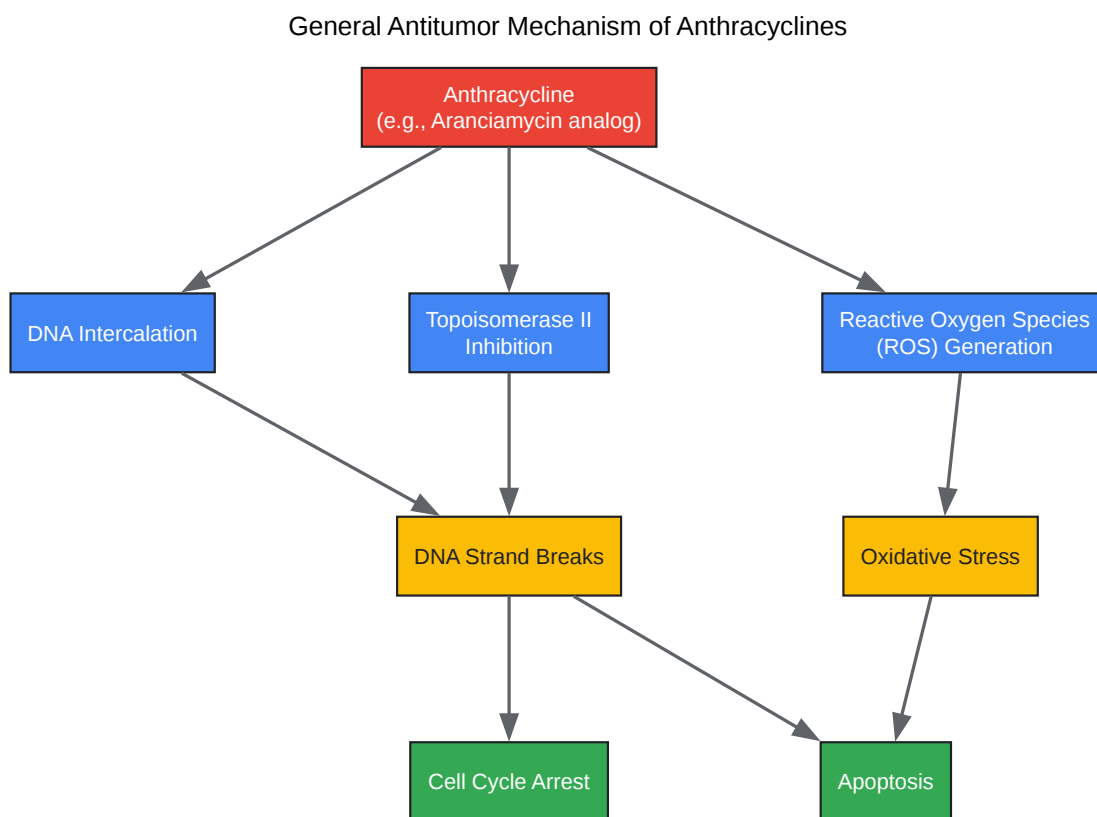 General Antitumor Mechanism of Anthracyclines
Anthracycline
(e.g., Aranciamycin analog)
DNA Intercalation
Topoisomerase II
Inhibition
Reactive Oxygen Species
(ROS) Generation
DNA Strand Breaks
Oxidative Stress
Cell Cycle Arrest
Apoptosis